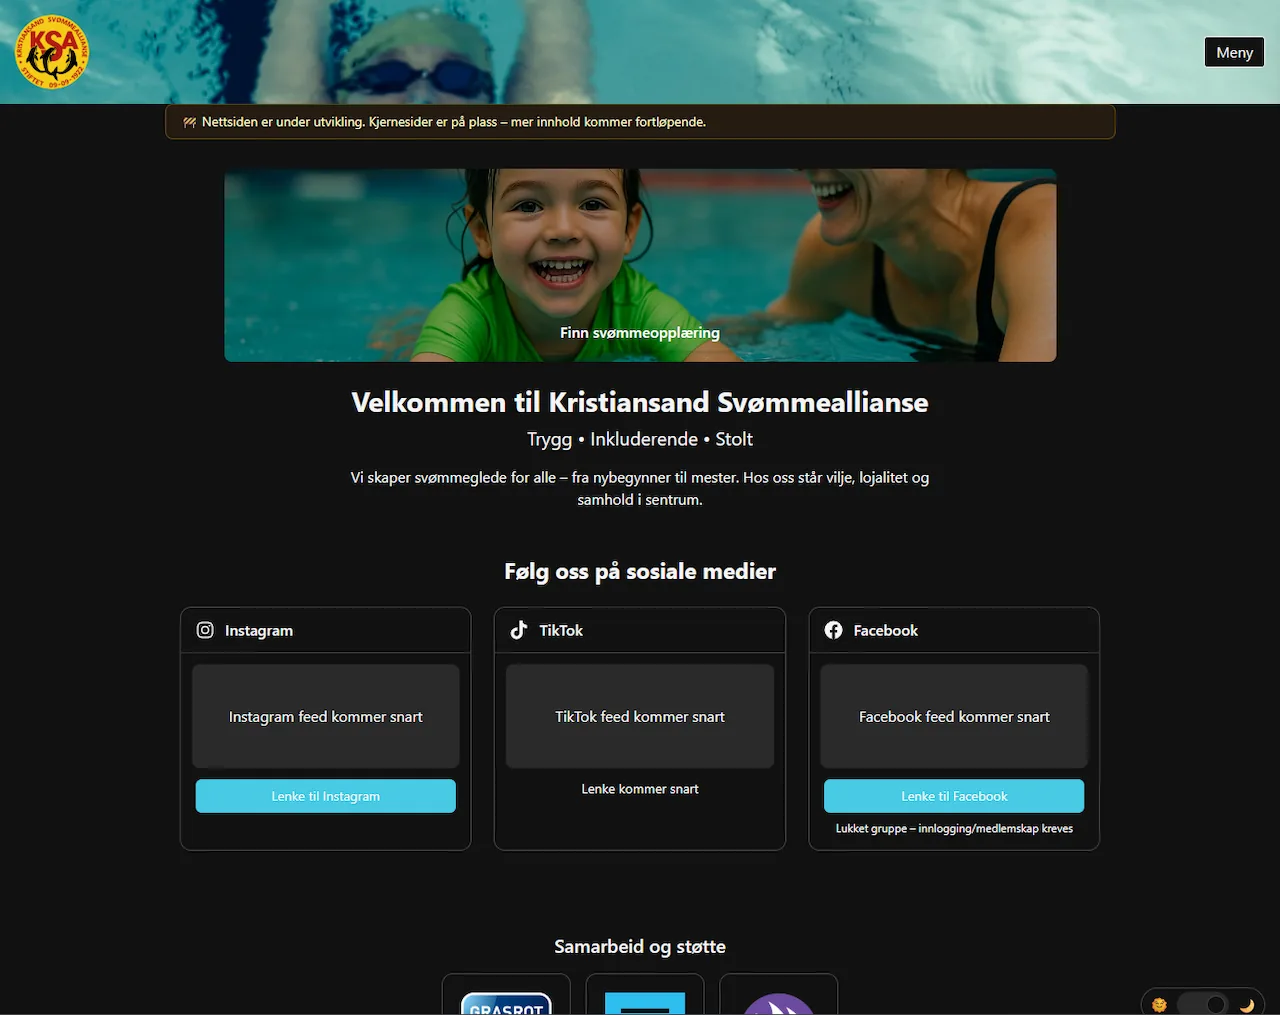 KRISTIANSAND SVØMMEALLIANSE
KSA
STIFTET 09-09-1922
Meny
Nettsiden er under utvikling. Kjernesider er på plass – mer innhold kommer fortløpende.
Finn svømmeopplæring
Velkommen til Kristiansand Svømmeallianse
Trygg • Inkluderende • Stolt
Vi skaper svømmeglede for alle – fra nybegynner til mester. Hos oss står vilje, lojalitet og
samhold i sentrum.
Følg oss på sosiale medier
Instagram
Instagram feed kommer snart
Lenke til Instagram
TikTok
TikTok feed kommer snart
Lenke kommer snart
Facebook
Facebook feed kommer snart
Lenke til Facebook
Lukket gruppe – innlogging/medlemskap kreves
Samarbeid og støtte
GRASROT